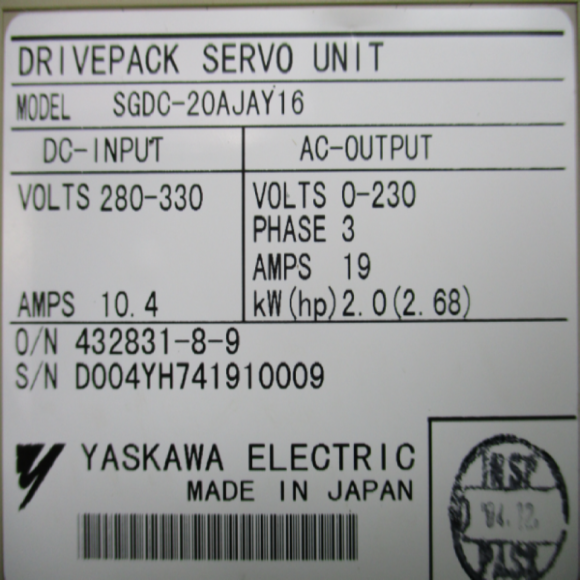 DRIVEPACK SERVO UNIT
MODEL SGDC-20AJAY16
DC-INPUT AC-OUTPUT
VOLTS 280-330 VOLTS 0-230
PHASE 3
AMPS 19
AMPS 10.4 kW(hp)2.0(2.68)
O/N 432831-8-9
S/N D004YH741910009
YASKAWA ELECTRIC
MADE IN JAPAN
INSP
PASS